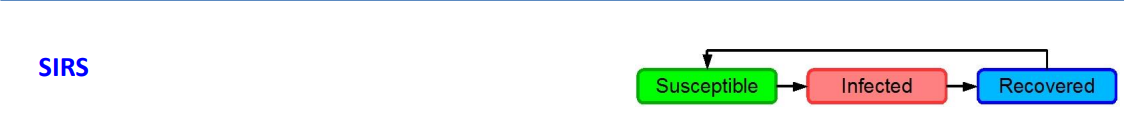 SIRS
Susceptible
Infected
Recovered